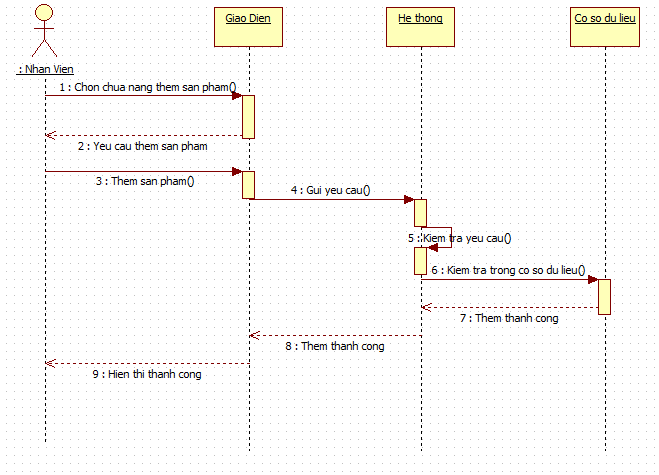 Giao Dien
He thong
Co so du lieu
: Nhan Vien
1 : Chon chua nang them san pham()
2 : Yeu cau them san pham
3 : Them san pham()
4 : Gui yeu cau()
5 : Kiem tra yeu cau()
6 : Kiem tra trong co so du lieu()
7 : Them thanh cong
8 : Them thanh cong
9 : Hien thi thanh cong